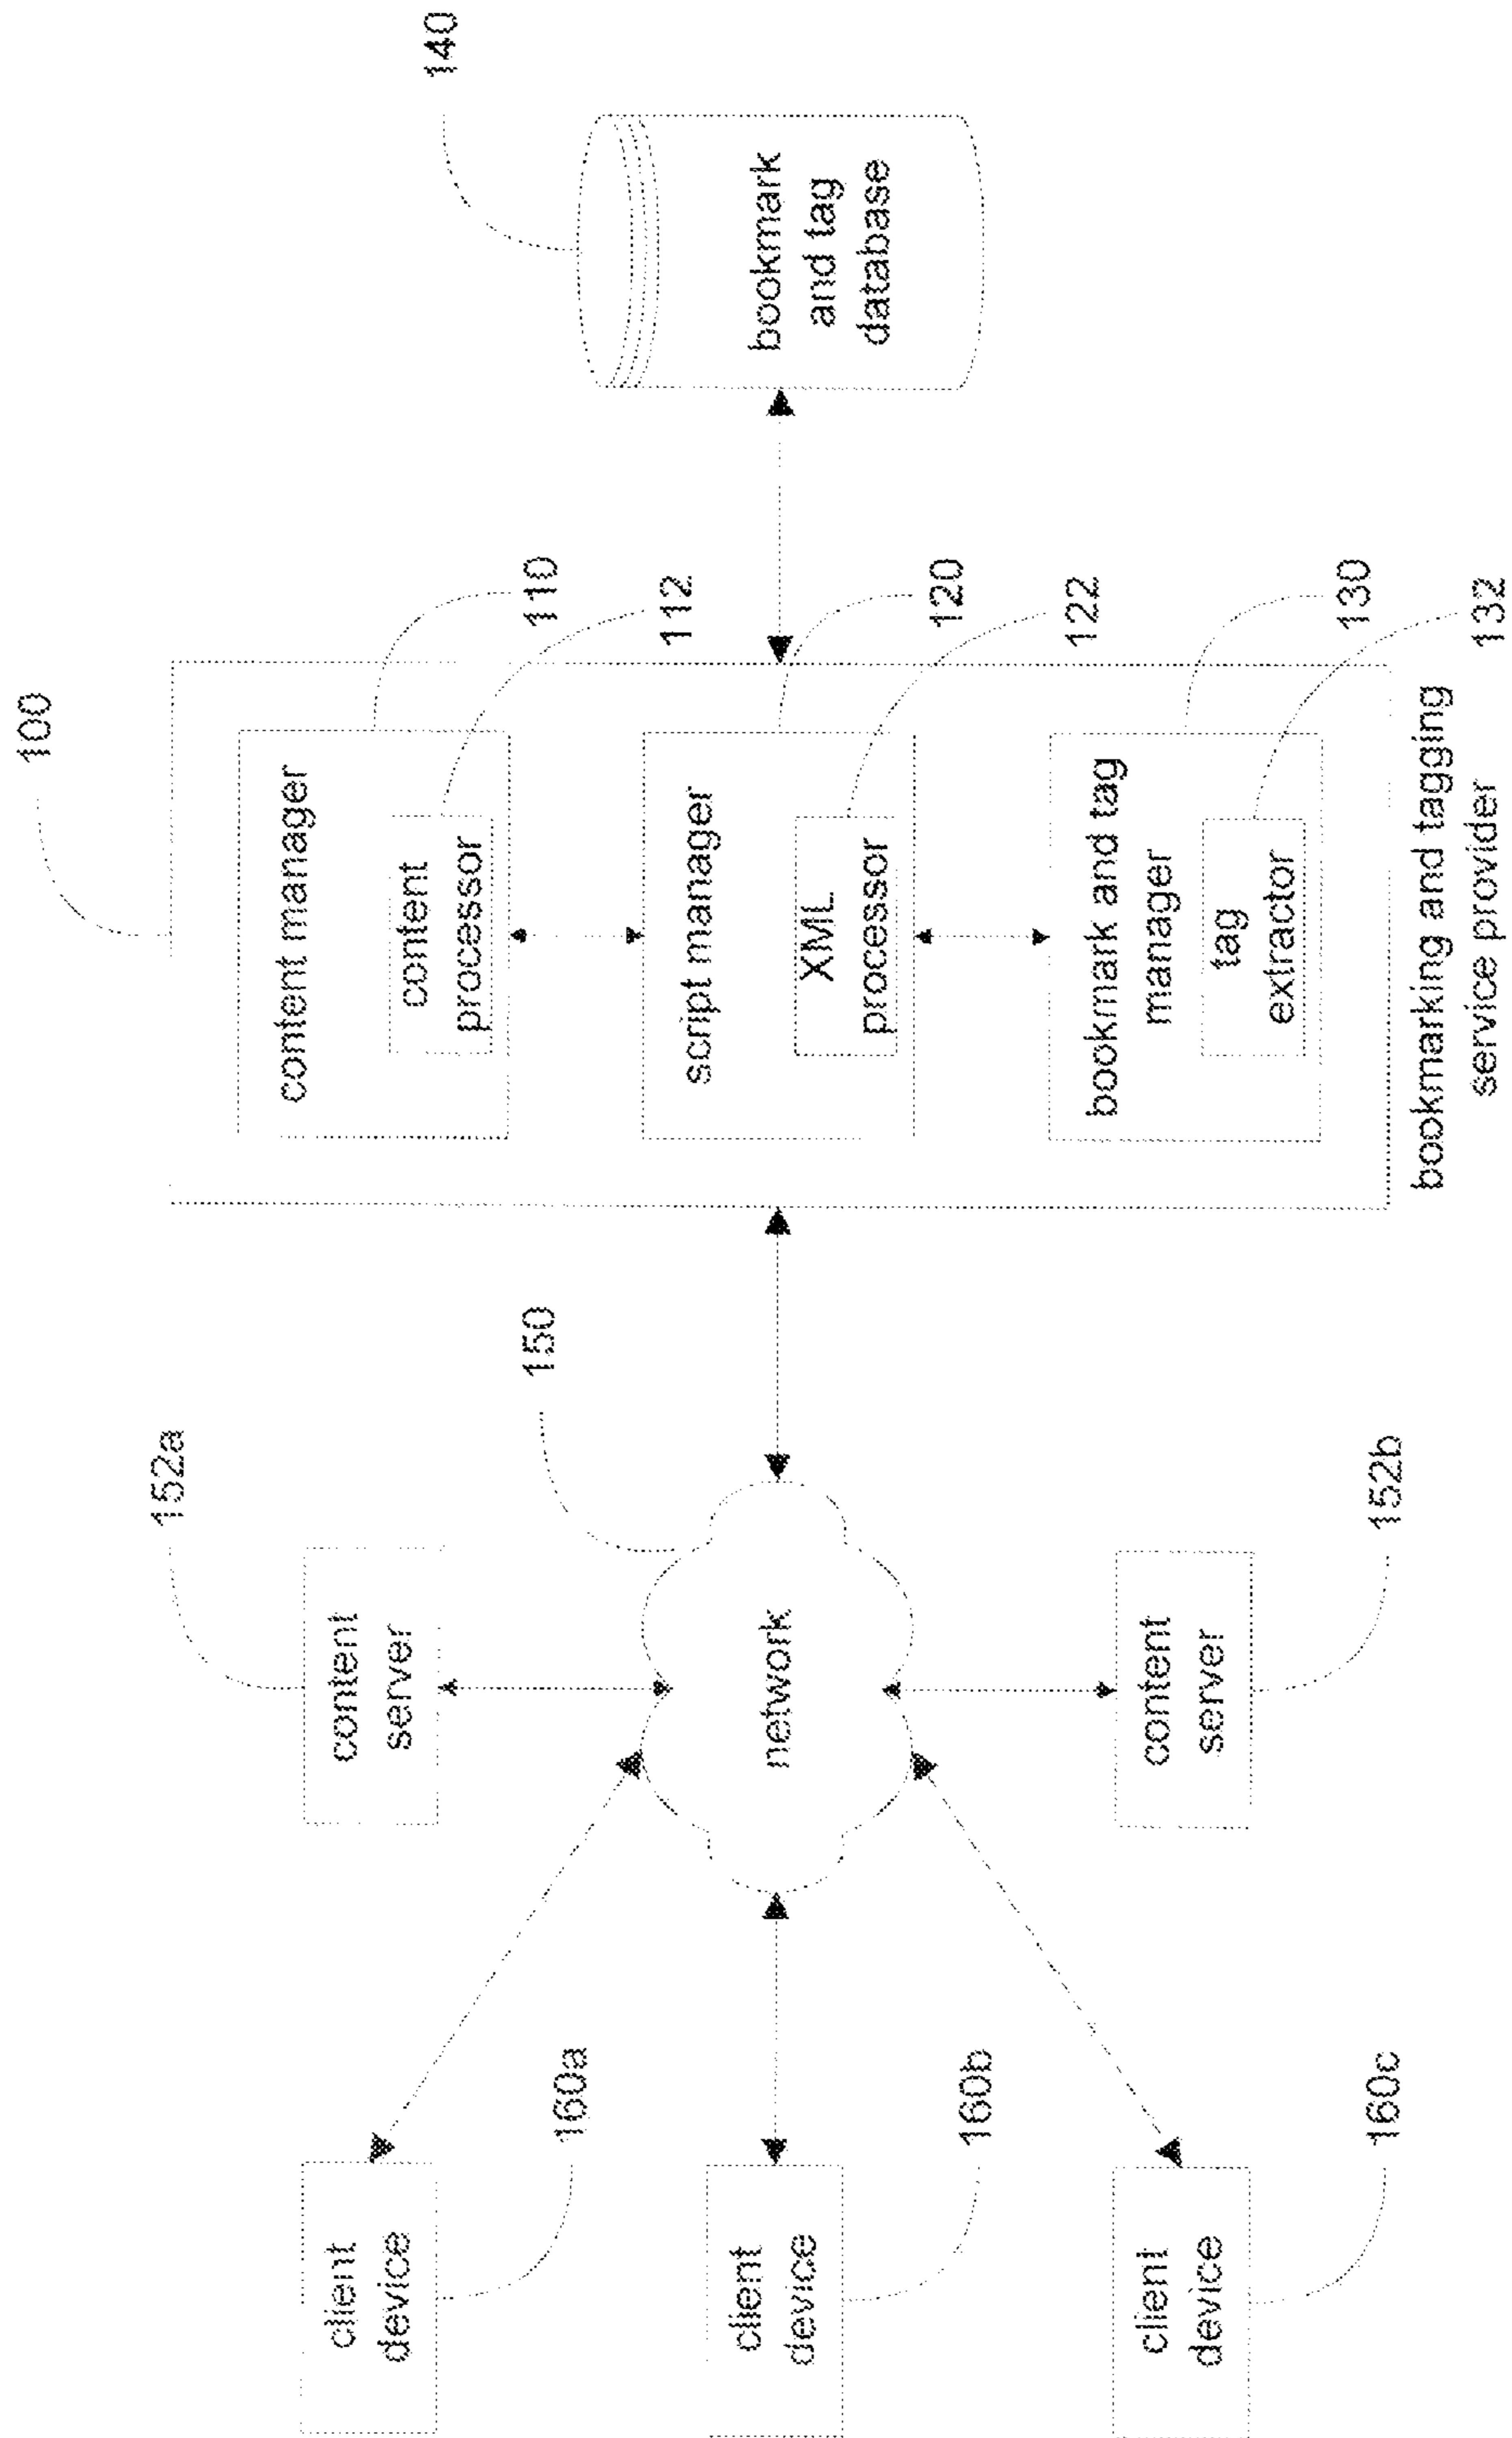 100
content manager
110
content
processor
112
script manager
120
XML
processor
122
bookmark and tag
manager
130
tag
extractor
132
bookmarking and tagging
service provider
140
bookmark
and tag
database
150
network
152a
content
server
152b
content
server
160a
client
device
160b
client
device
160c
client
device